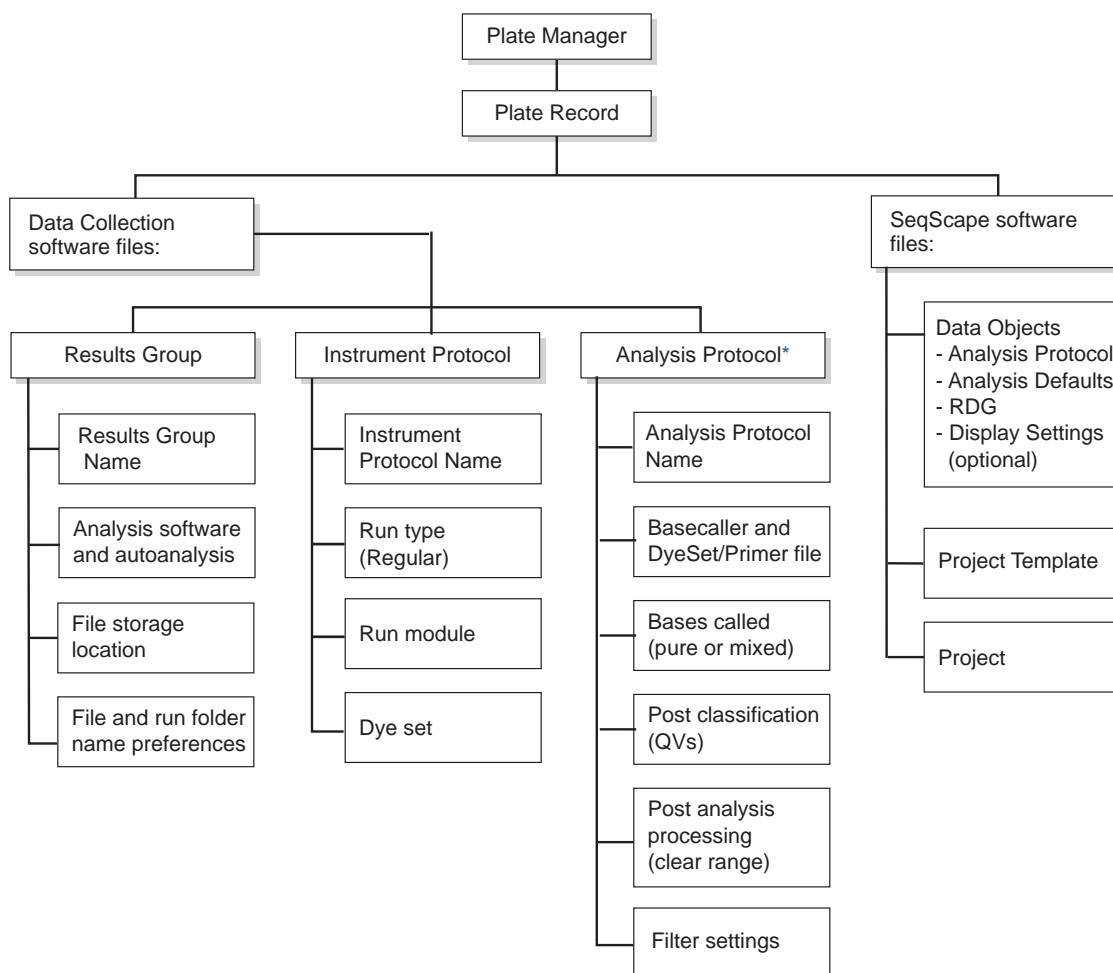 Plate Manager
Plate Record
Data Collection
software files:
SeqScape software
files:
Results Group
Instrument Protocol
Analysis Protocol*
Results Group
Name
Analysis software
and autoanalysis
File storage
location
File and run folder
name preferences
Instrument
Protocol Name
Run type
(Regular)
Run module
Dye set
Analysis Protocol
Name
Basecaller and
DyeSet/Primer file
Bases called
(pure or mixed)
Post classification
(QVs)
Post analysis
processing
(clear range)
Filter settings
Data Objects
- Analysis Protocol
- Analysis Defaults
- RDG
- Display Settings
(optional)
Project Template
Project